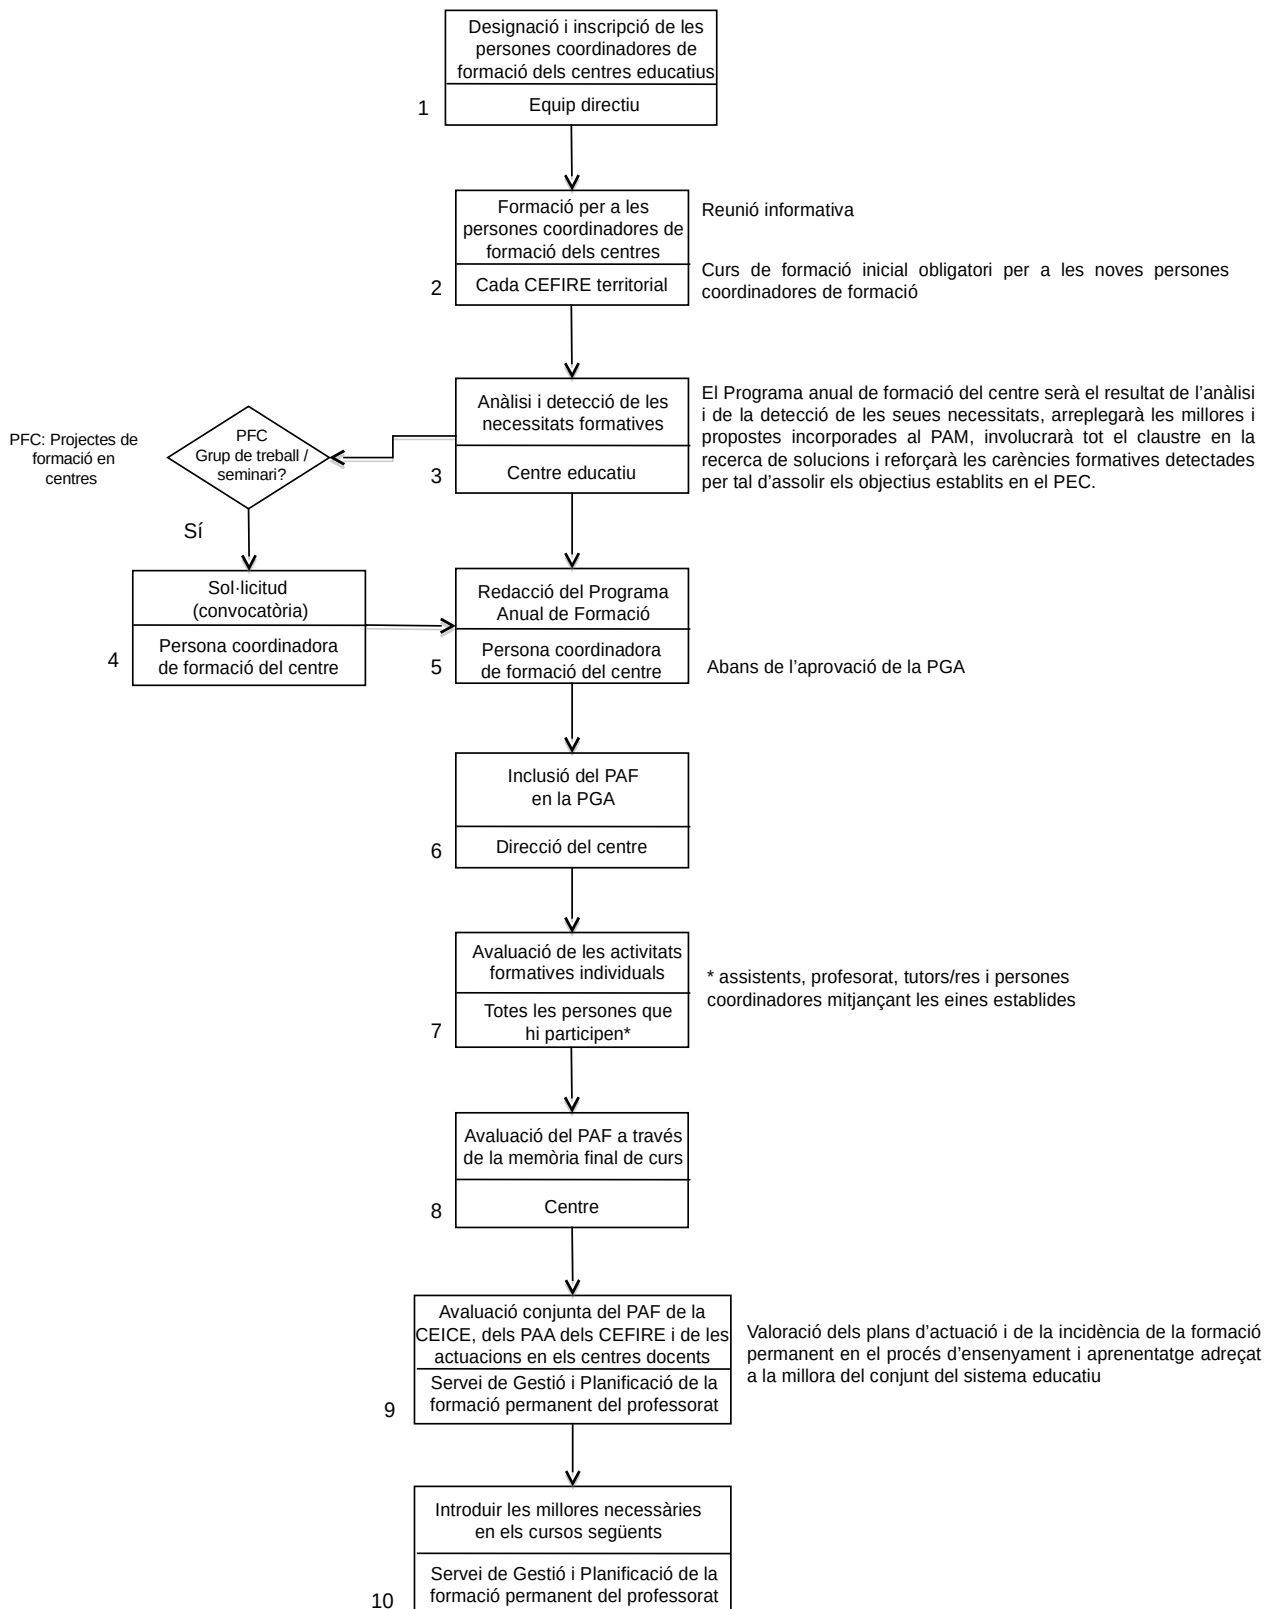 Designació i inscripció de les
persones coordinadores de
formació dels centres educatius
1
Equip directiu
Formació per a les
persones coordinadores de
formació dels centres
Reunió informativa
2
Cada CEFIRE territorial
Curs de formació inicial obligatori per a les noves persones
coordinadores de formació
Anàlisi i detecció de les
necessitats formatives
3
Centre educatiu
El Programa anual de formació del centre serà el resultat de l’anàlisi
i de la detecció de les seues necessitats, arreplegarà les millores i
propostes incorporades al PAM, involucrarà tot el claustre en la
recerca de solucions i reforçarà les carències formatives detectades
per tal d’assolir els objectius establits en el PEC.
PFC: Projectes de
formació en
centres
PFC
Grup de treball /
seminari?
Sí
Sol·licitud
(convocatòria)
4
Persona coordinadora
de formació del centre
Redacció del Programa
Anual de Formació
5
Persona coordinadora
de formació del centre
Abans de l’aprovació de la PGA
Inclusió del PAF
en la PGA
6
Direcció del centre
Avaluació de les activitats
formatives individuals
7
Totes les persones que
hi participen*
* assistents, profesorat, tutors/res i persones
coordinadores mitjançant les eines establides
Avaluació del PAF a través
de la memòria final de curs
8
Centre
Avaluació conjunta del PAF de la
CEICE, dels PAA dels CEFIRE i de les
actuacions en els centres docents
9
Servei de Gestió i Planificació de la
formació permanent del professorat
Valoració dels plans d’actuació i de la incidència de la formació
permanent en el procés d’ensenyament i aprenentatge adreçat
a la millora del conjunt del sistema educatiu
Introduir les millores necessàries
en els cursos següents
10
Servei de Gestió i Planificació de la
formació permanent del professorat